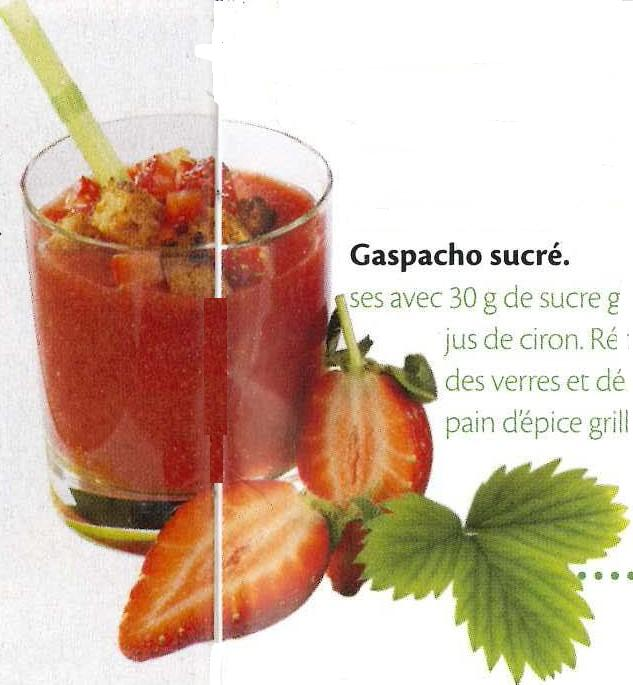 Gaspacho sucré.
ses avec 30 g de sucre g
jus de ciron. Ré
des verres et dé
pain d'épice grill